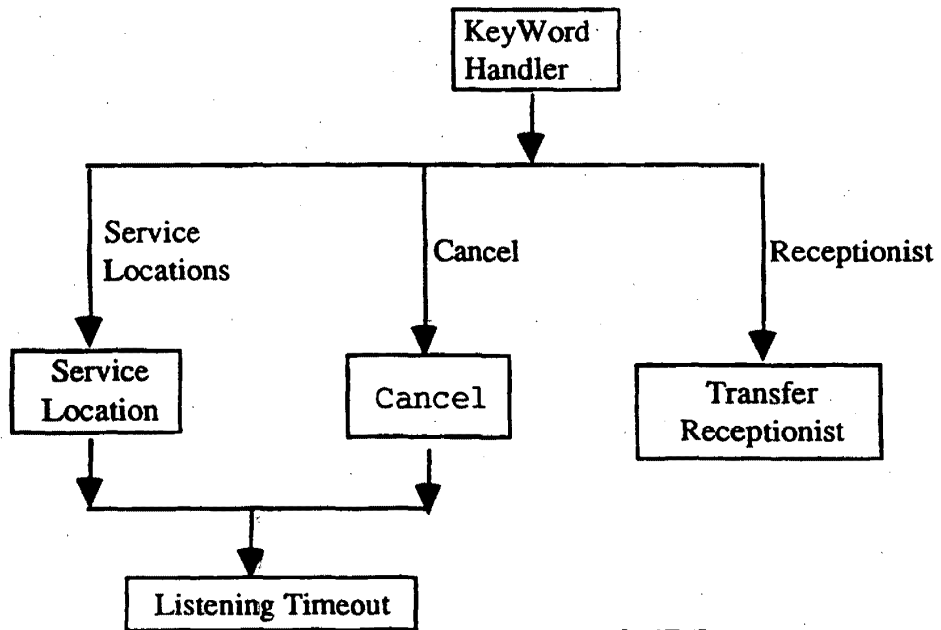 KeyWord
Handler
Service
Locations
Cancel
Receptionist
Service
Location
Cancel
Transfer
Receptionist
Listening Timeout